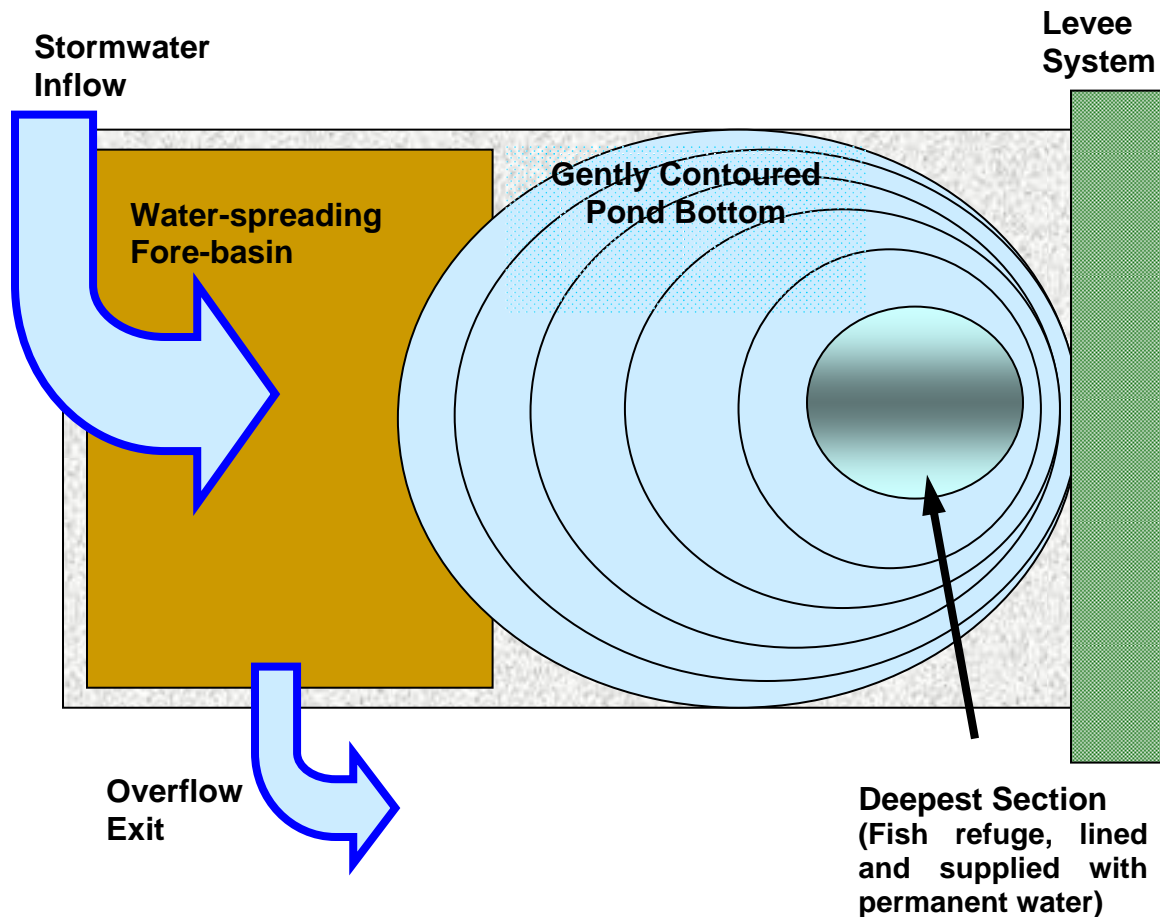 Stormwater
Inflow
Levee
System
Water-spreading
Fore-basin
Gently Contoured
Pond Bottom
Overflow
Exit
Deepest Section
(Fish refuge, lined
and supplied with
permanent water)